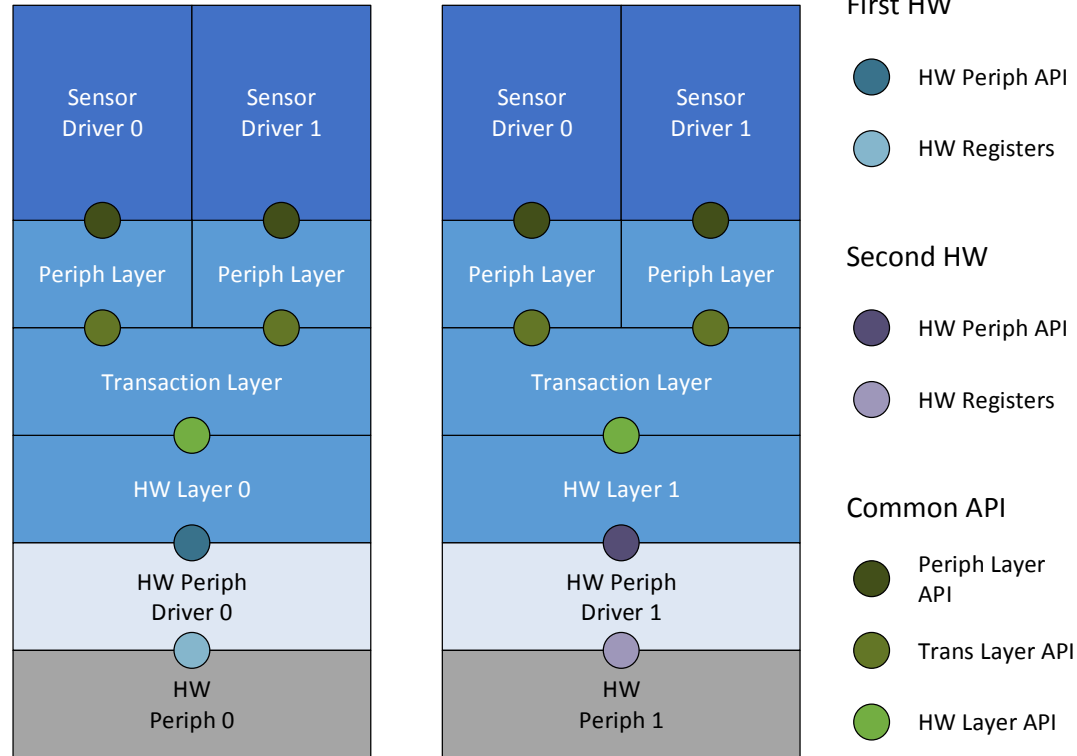 Sensor
Driver 0
Sensor
Driver 1
Periph Layer
Periph Layer
Transaction Layer
HW Layer 0
HW Periph
Driver 0
HW
Periph 0
Sensor
Driver 0
Sensor
Driver 1
Periph Layer
Periph Layer
Transaction Layer
HW Layer 1
HW Periph
Driver 1
HW
Periph 1
First HW
HW Periph API
HW Registers
Second HW
HW Periph API
HW Registers
Common API
Periph Layer
API
Trans Layer API
HW Layer API